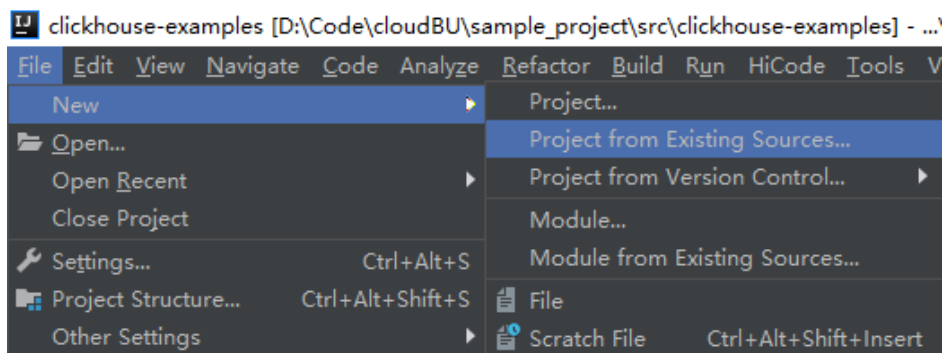 IJ clickhouse-examples [D:\Code\cloudBU\sample_project\src\clickhouse-examples] - ...\
File Edit View Navigate Code Analyze Refactor Build Run HiCode Tools V
New
Open...
Open Recent
Close Project
Settings... Ctrl+Alt+S
Project Structure... Ctrl+Alt+Shift+S
Other Settings
Project...
Project from Existing Sources...
Project from Version Control...
Module...
Module from Existing Sources...
File
Scratch File Ctrl+Alt+Shift+Insert